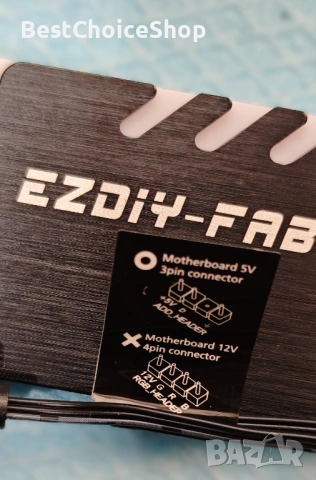 BestChoiceShop
EZDIY-FAB
Motherboard 5V
3pin connector
+5V D
ADD_HEADER
Motherboard 12V
4pin connector
12V G R B
RGB_HEADER
BAZAR